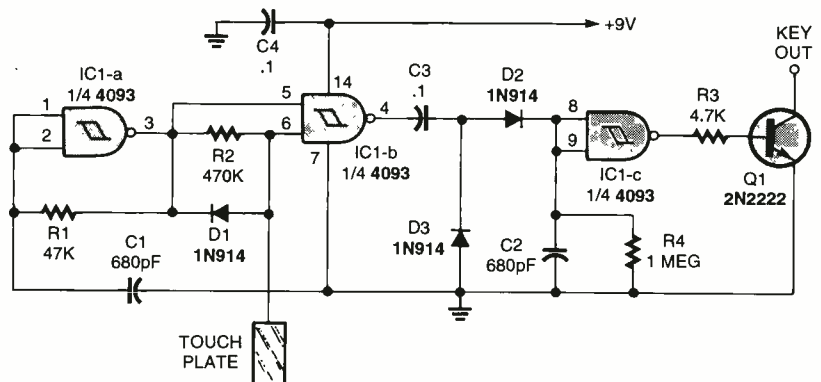 +9V
C4
.1
KEY
OUT
IC1-a
1/4 4093
1
2
3
5
6
14
4
7
IC1-b
1/4 4093
C3
.1
D2
1N914
8
9
IC1-c
1/4 4093
R3
4.7K
Q1
2N2222
R2
470K
R1
47K
D1
1N914
C1
680pF
D3
1N914
C2
680pF
R4
1 MEG
TOUCH
PLATE